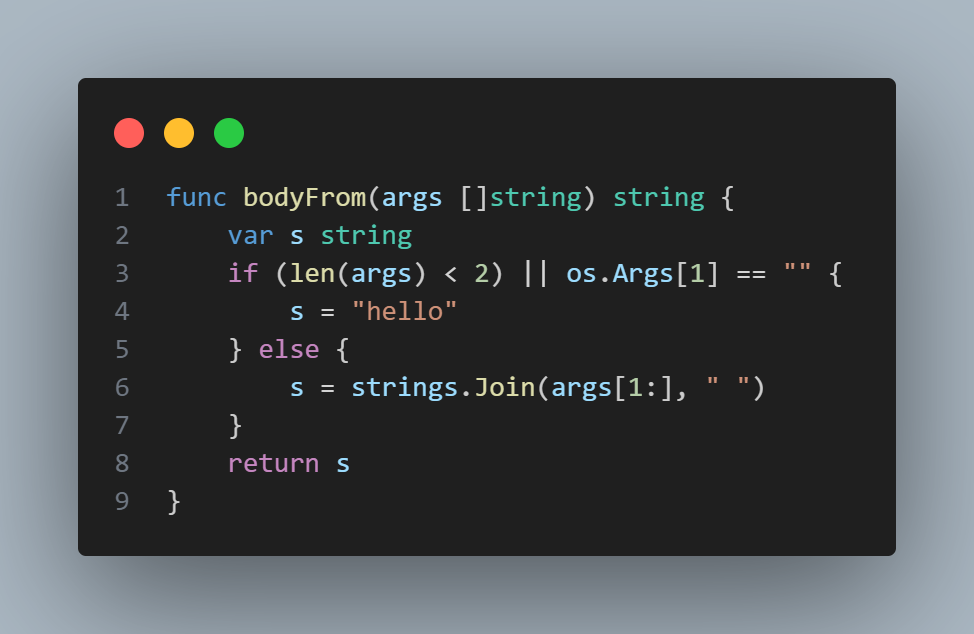 1 func bodyFrom(args []string) string {
2     var s string
3     if (len(args) < 2) || os.Args[1] == "" {
4         s = "hello"
5     } else {
6         s = strings.Join(args[1:], " ")
7     }
8     return s
9 }